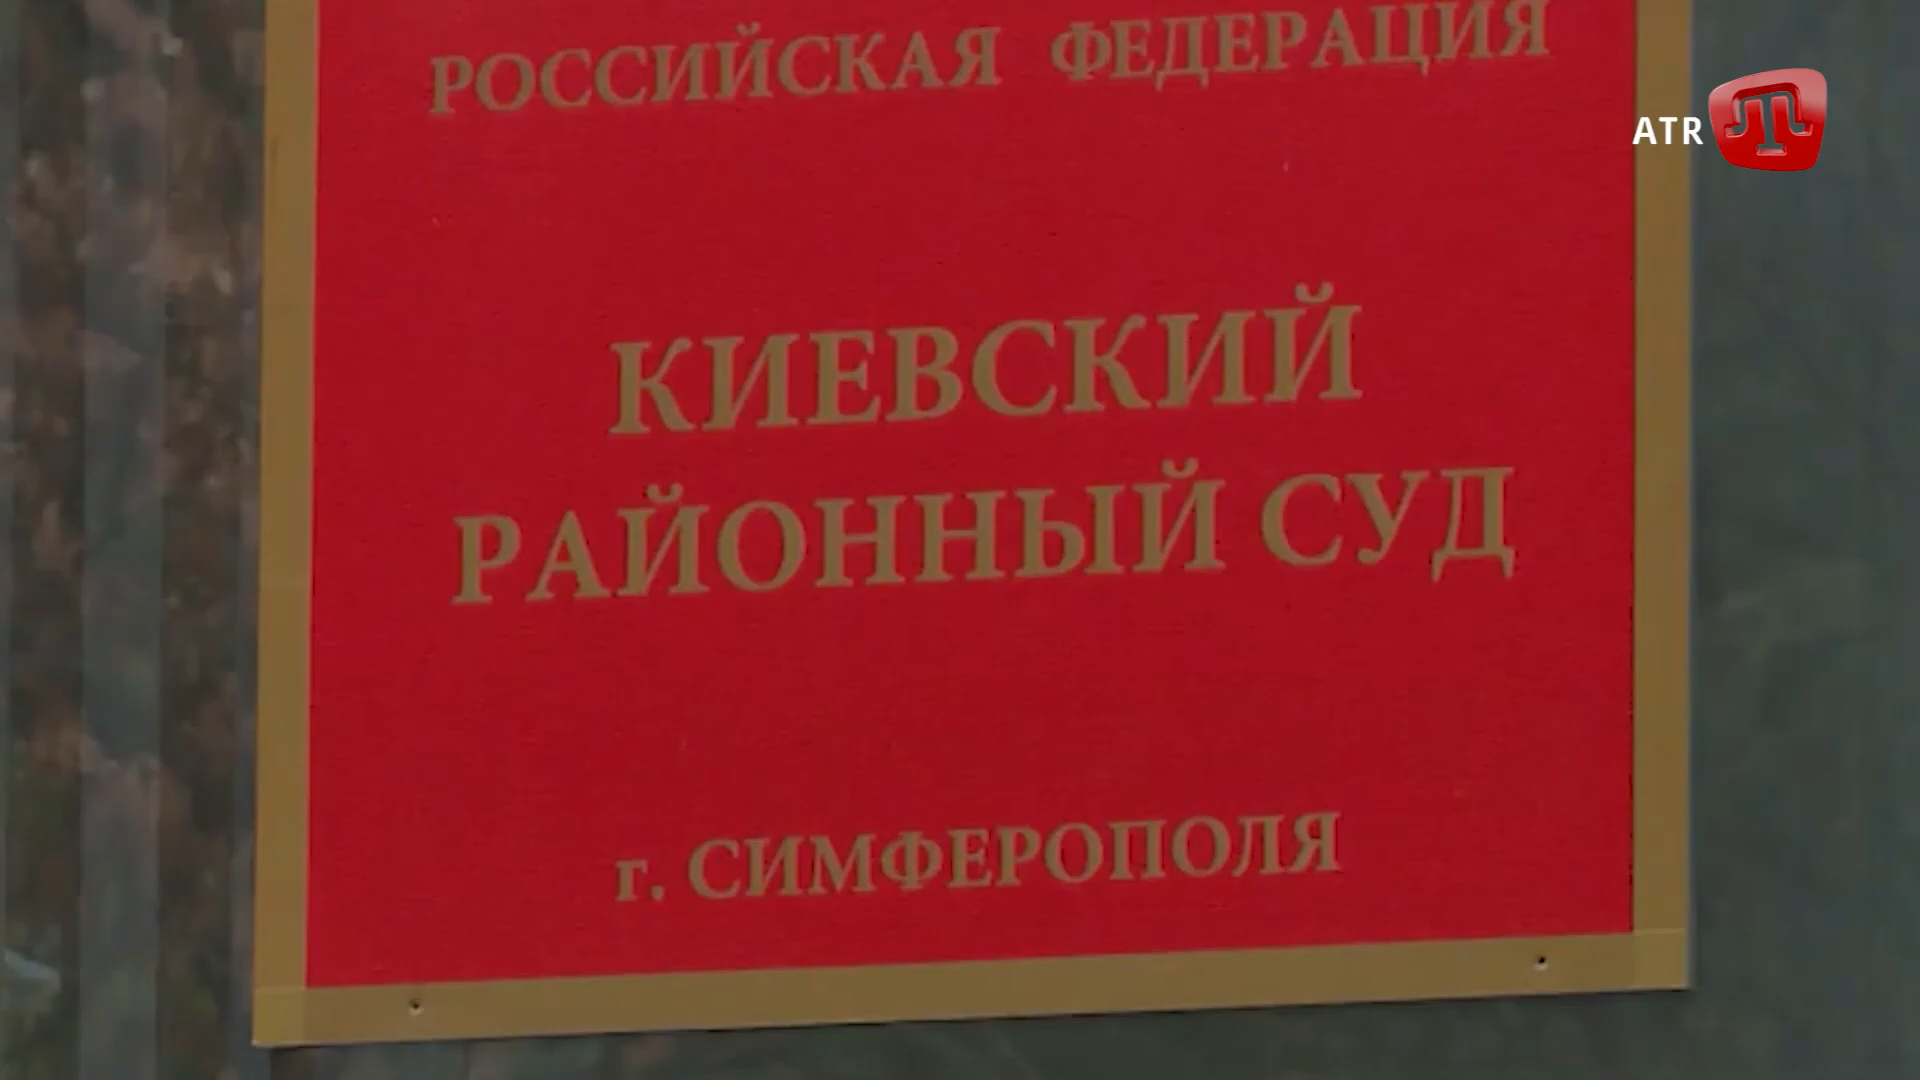 РОССИЙСКАЯ ФЕДЕРАЦИЯ
ATR
КИЕВСКИЙ
РАЙОННЫЙ СУД
г. СИМФЕРОПОЛЯ